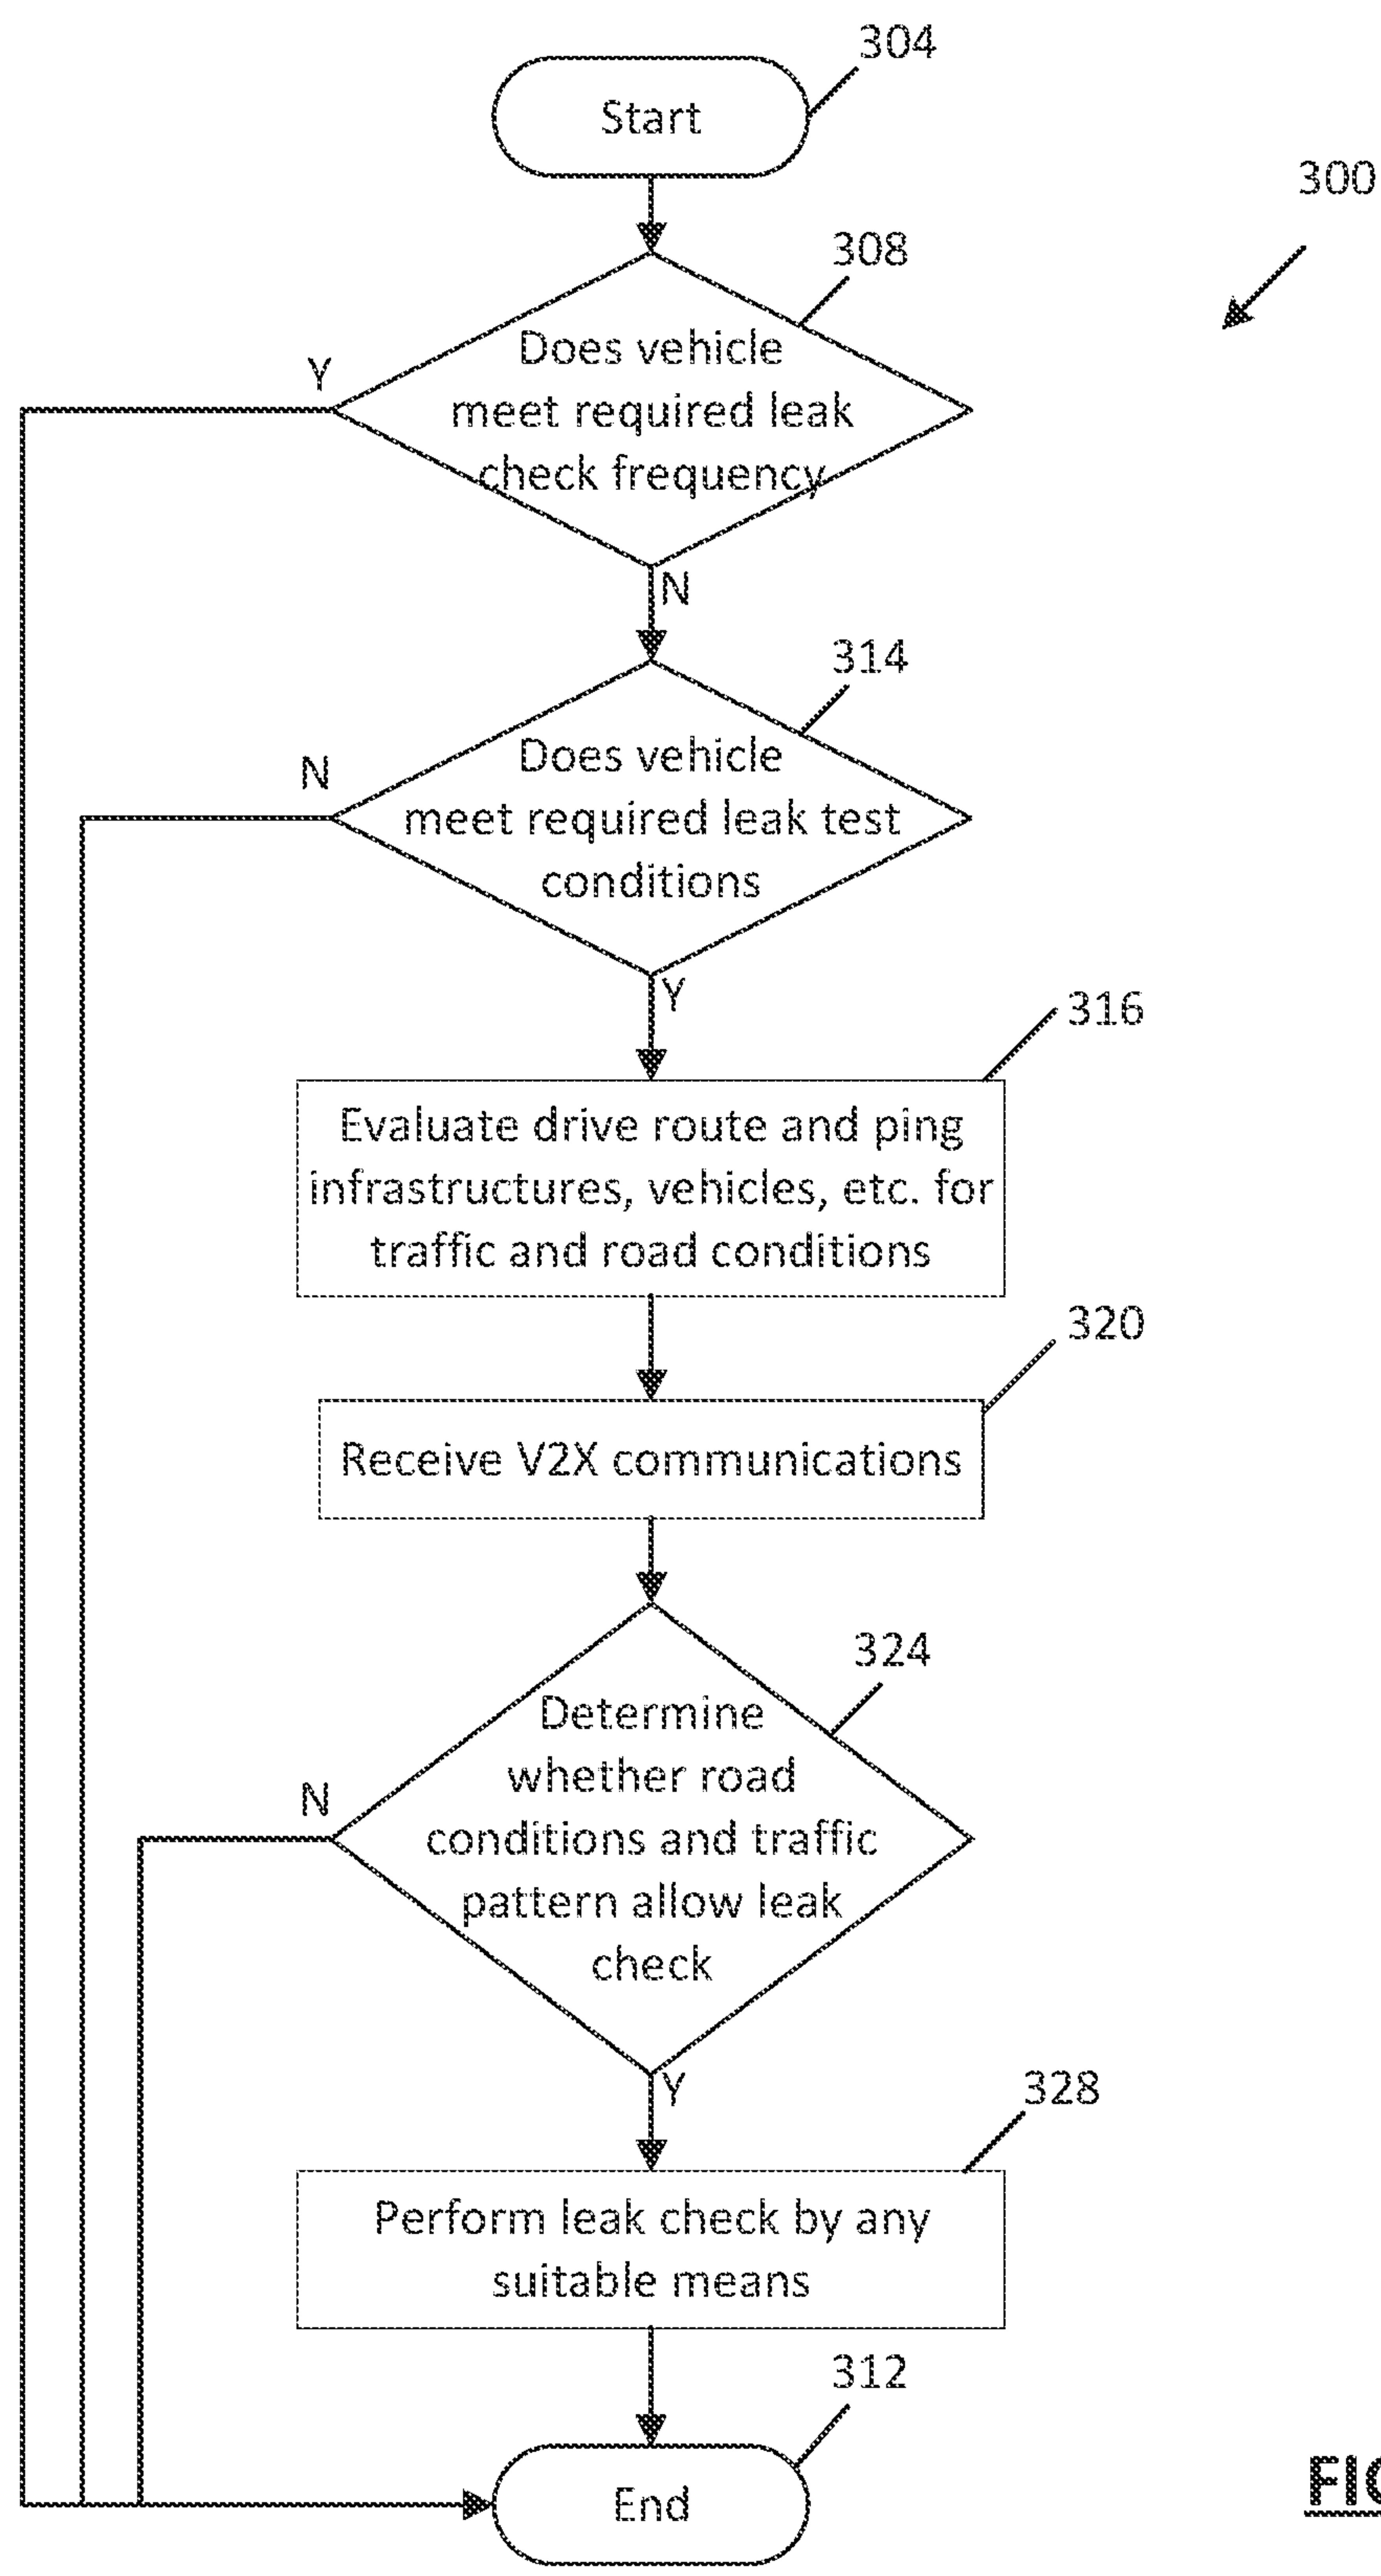 304
Start
300
308
Does vehicle
meet required leak
check frequency
Y
N
314
Does vehicle
meet required leak test
conditions
N
Y
316
Evaluate drive route and ping
infrastructures, vehicles, etc. for
traffic and road conditions
320
Receive V2X communications
324
Determine
whether road
conditions and traffic
pattern allow leak
check
N
Y
328
Perform leak check by any
suitable means
312
End